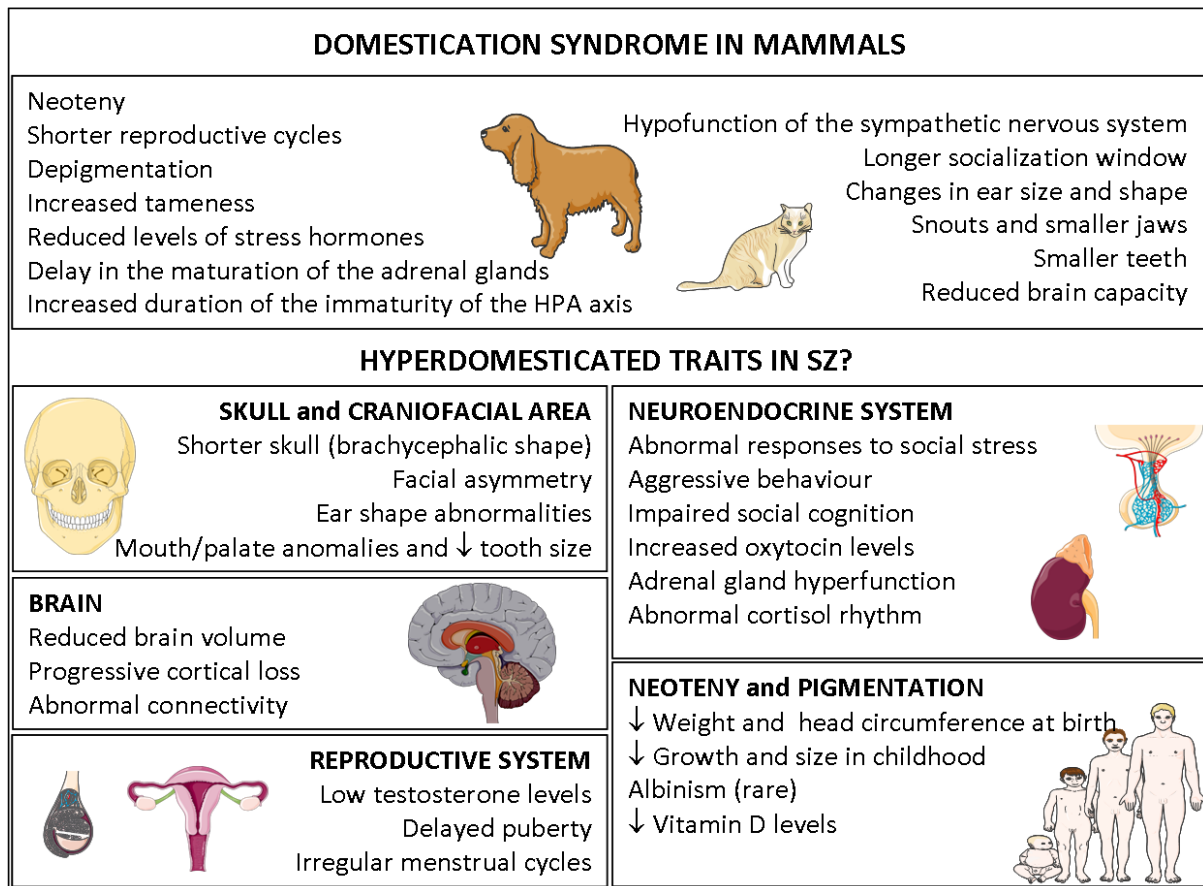 DOMESTICATION SYNDROME IN MAMMALS
Neoteny
Shorter reproductive cycles
Depigmentation
Increased tameness
Reduced levels of stress hormones
Delay in the maturation of the adrenal glands
Increased duration of the immaturity of the HPA axis
Hypofunction of the sympathetic nervous system
Longer socialization window
Changes in ear size and shape
Snouts and smaller jaws
Smaller teeth
Reduced brain capacity
HYPERDOMESTICATED TRAITS IN SZ?
SKULL and CRANIOFACIAL AREA
Shorter skull (brachycephalic shape)
Facial asymmetry
Ear shape abnormalities
Mouth/palate anomalies and ↓ tooth size
BRAIN
Reduced brain volume
Progressive cortical loss
Abnormal connectivity
REPRODUCTIVE SYSTEM
Low testosterone levels
Delayed puberty
Irregular menstrual cycles
NEUROENDOCRINE SYSTEM
Abnormal responses to social stress
Aggressive behaviour
Impaired social cognition
Increased oxytocin levels
Adrenal gland hyperfunction
Abnormal cortisol rhythm
NEOTENY and PIGMENTATION
↓ Weight and head circumference at birth
↓ Growth and size in childhood
Albinism (rare)
↓ Vitamin D levels